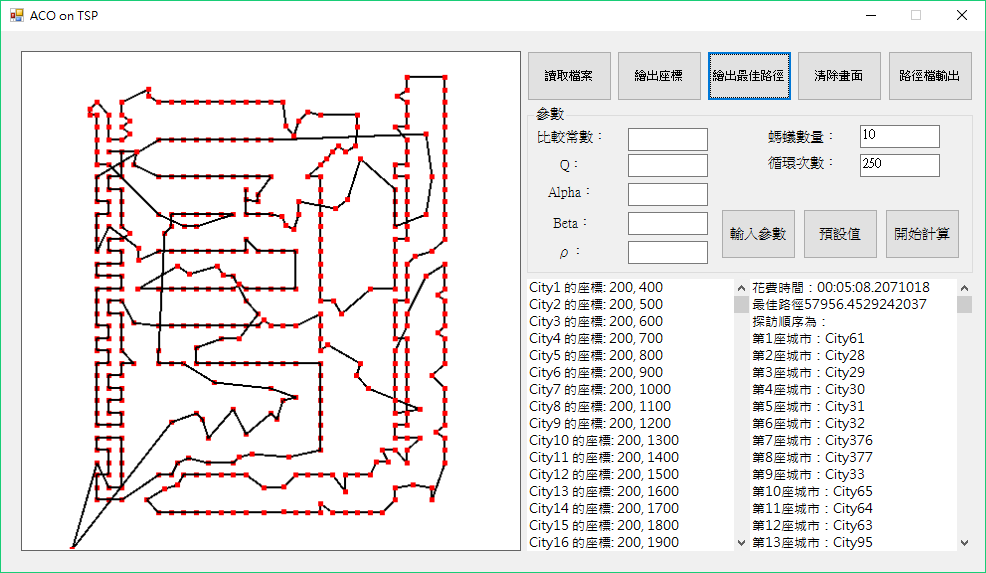 ACO on TSP
讀取檔案 繪出座標 繪出最佳路徑 清除畫面 路徑檔輸出
參數
比較常數： 螞蟻數量： 10
Q： 循環次數： 250
Alpha：
Beta： 輸入參數 預設值 開始計算
ρ：
City1 的座標: 200, 400
City2 的座標: 200, 500
City3 的座標: 200, 600
City4 的座標: 200, 700
City5 的座標: 200, 800
City6 的座標: 200, 900
City7 的座標: 200, 1000
City8 的座標: 200, 1100
City9 的座標: 200, 1200
City10 的座標: 200, 1300
City11 的座標: 200, 1400
City12 的座標: 200, 1500
City13 的座標: 200, 1600
City14 的座標: 200, 1700
City15 的座標: 200, 1800
City16 的座標: 200, 1900
花費時間：00:05:08.2071018
最佳路徑57956.4529242037
探訪順序為：
第1座城市：City61
第2座城市：City28
第3座城市：City29
第4座城市：City30
第5座城市：City31
第6座城市：City32
第7座城市：City376
第8座城市：City377
第9座城市：City33
第10座城市：City65
第11座城市：City64
第12座城市：City63
第13座城市：City95